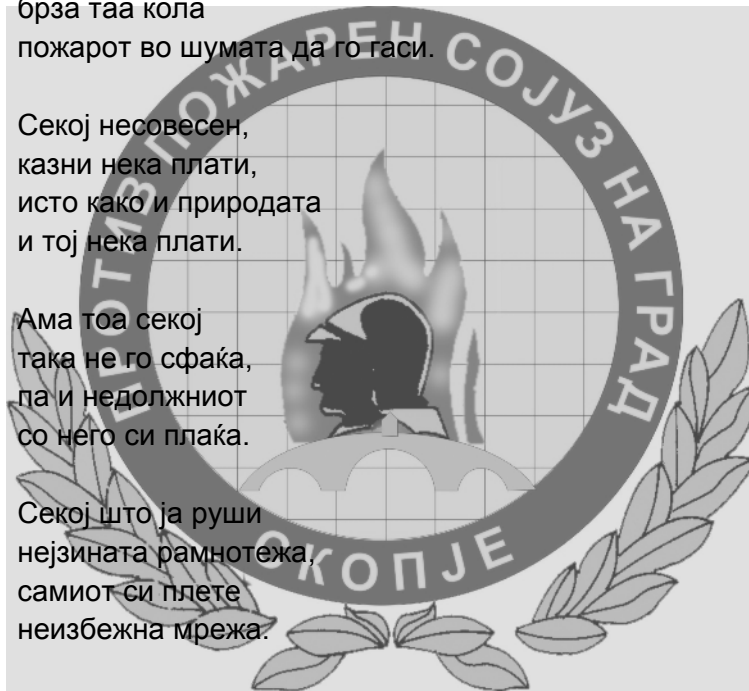 брза таа кола
пожарот во шумата да го гаси.

Секој несовесен,
казни нека плати,
исто како и природата
и тој нека плати.

Ама тоа секој
така не го сфаќа,
па и недолжниот
со него си плаќа.

Секој што ја руши
нејзината рамнотежа,
самиот си плете
неизбежна мрежа.

ПРОТИВ ПОЖАРЕН СОЈУЗ НА ГРАД
СКОПЈЕ